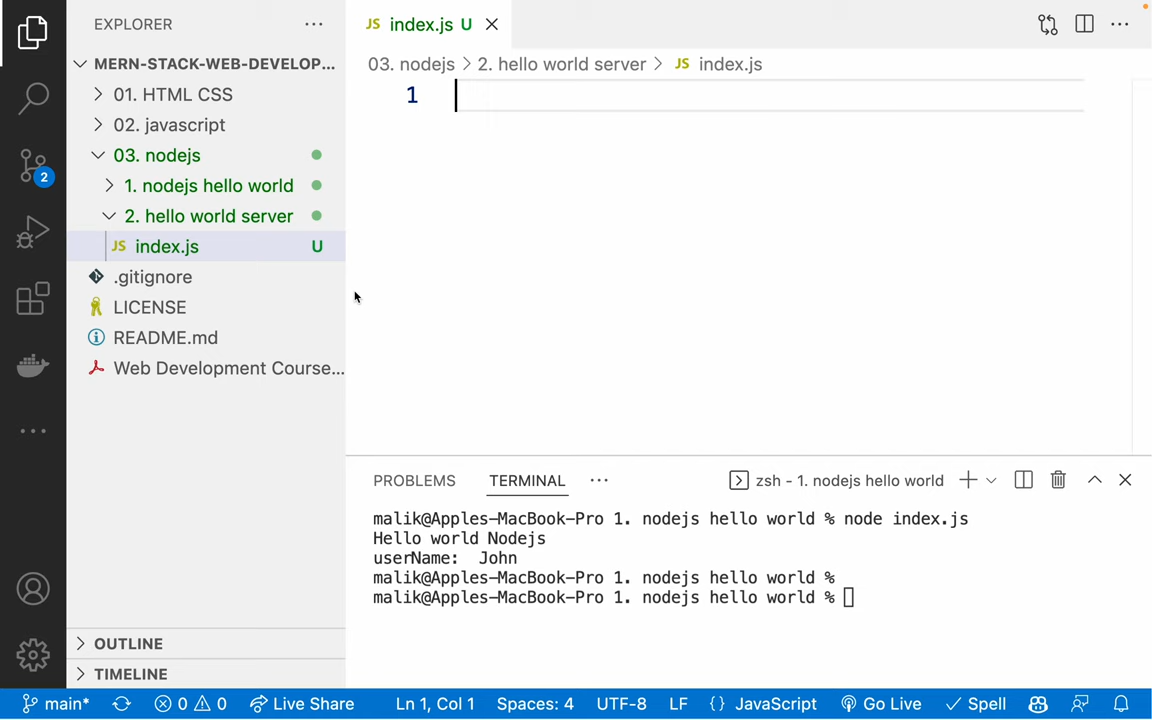 EXPLORER
MERN-STACK-WEB-DEVELOP...
01. HTML CSS
02. javascript
03. nodejs
1. nodejs hello world
2. hello world server
JS index.js U
.gitignore
LICENSE
README.md
Web Development Course...
OUTLINE
TIMELINE
2
JS index.js U
03. nodejs > 2. hello world server > JS index.js
1
PROBLEMS TERMINAL zsh - 1. nodejs hello world
malik@Apples-MacBook-Pro 1. nodejs hello world % node index.js
Hello world Nodejs
userName:  John
malik@Apples-MacBook-Pro 1. nodejs hello world %
malik@Apples-MacBook-Pro 1. nodejs hello world %
main* 0 0 Live Share Ln 1, Col 1 Spaces: 4 UTF-8 LF {} JavaScript Go Live Spell